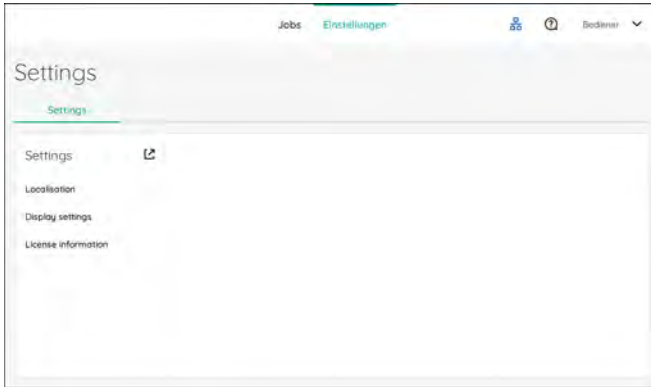 Jobs Einstellungen Bediener
Settings
Settings
Settings
Localisation
Display settings
License information